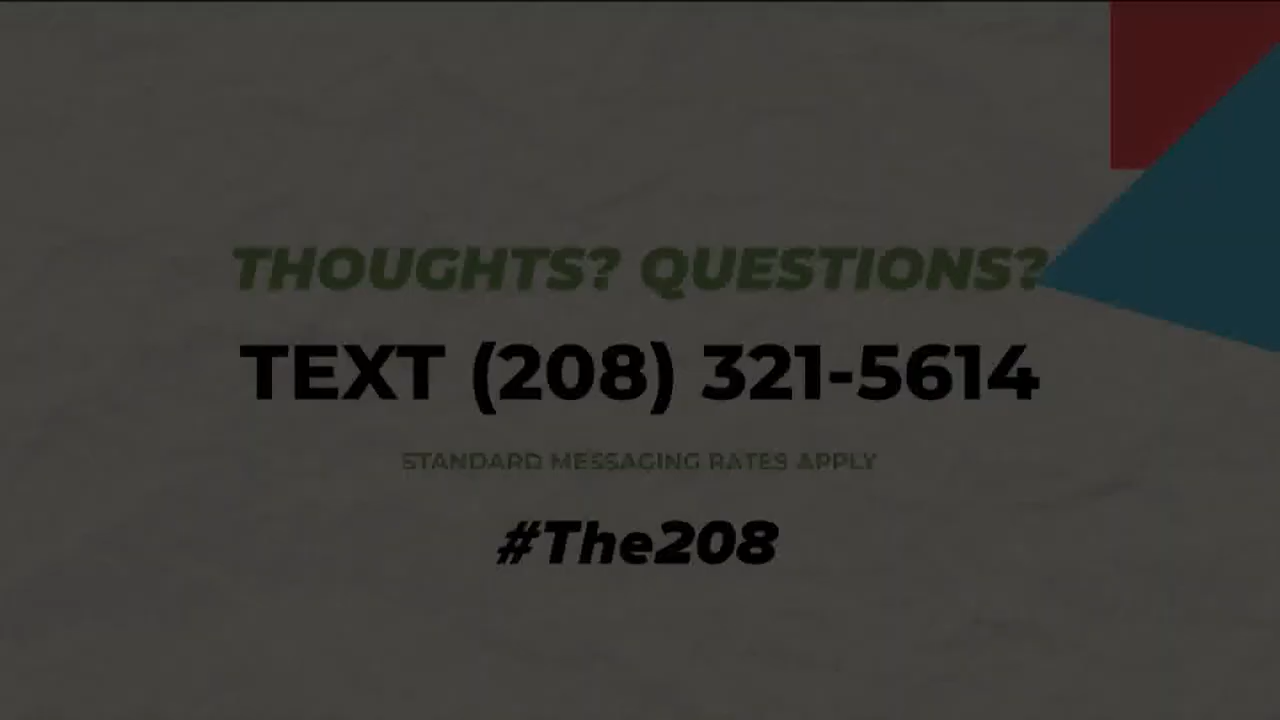 THOUGHTS? QUESTIONS?
TEXT (208) 321-5614
STANDARD MESSAGING RATES APPLY
#The208